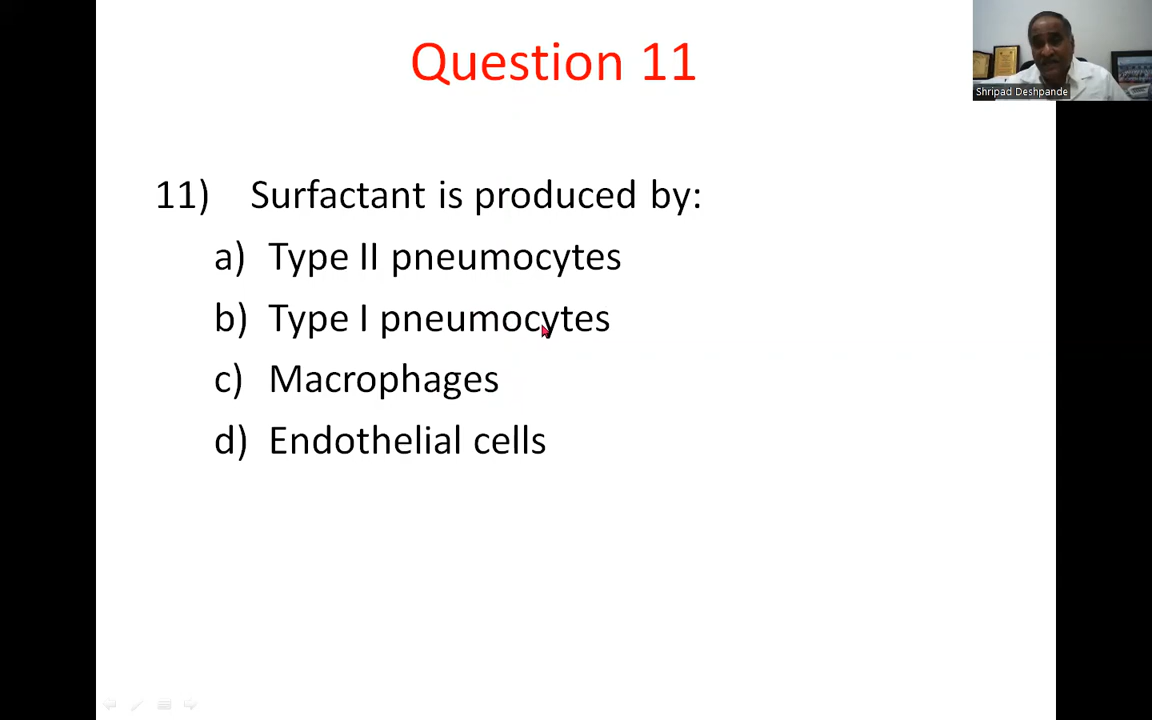 Question 11
Shripad Deshpande
11) Surfactant is produced by:
a) Type II pneumocytes
b) Type I pneumocytes
c) Macrophages
d) Endothelial cells